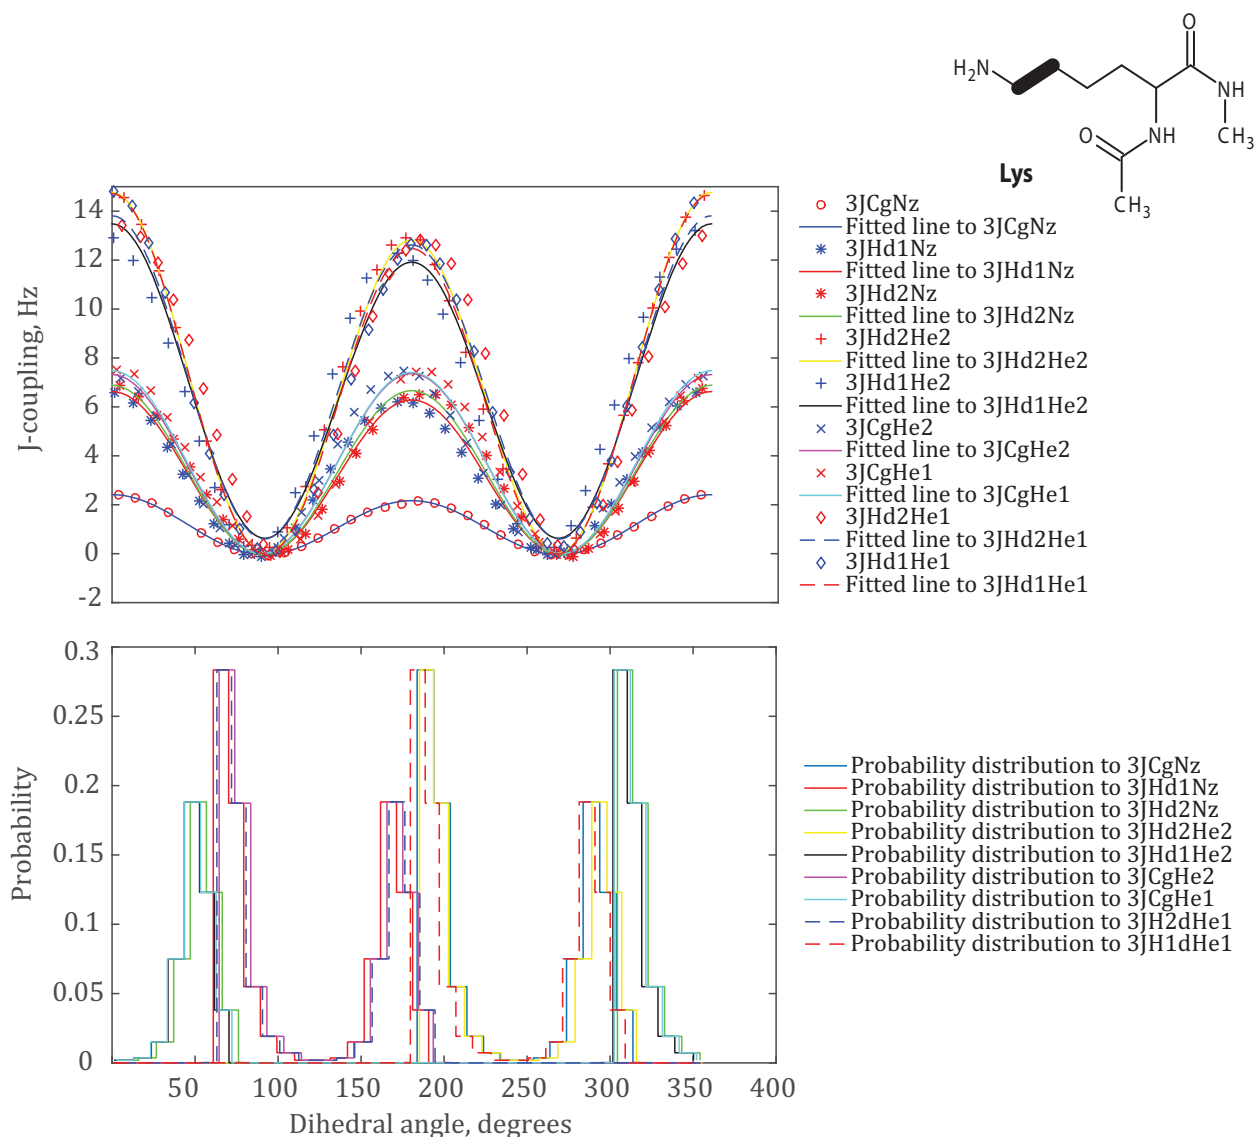 O
H₂N
NH
O
NH
CH₃
Lys
CH₃
14
12
10
8
6
4
2
0
-2
J-coupling, Hz
3JCgNz
Fitted line to 3JCgNz
3JHd1Nz
Fitted line to 3JHd1Nz
3JHd2Nz
Fitted line to 3JHd2Nz
3JHd2He2
Fitted line to 3JHd2He2
3JHd1He2
Fitted line to 3JHd1He2
3JCgHe2
Fitted line to 3JCgHe2
3JCgHe1
Fitted line to 3JCgHe1
3JHd2He1
Fitted line to 3JHd2He1
3JHd1He1
Fitted line to 3JHd1He1
0.3
0.25
0.2
0.15
0.1
0.05
0
Probability
50 100 150 200 250 300 350 400
Dihedral angle, degrees
Probability distribution to 3JCgNz
Probability distribution to 3JHd1Nz
Probability distribution to 3JHd2Nz
Probability distribution to 3JHd2He2
Probability distribution to 3JHd1He2
Probability distribution to 3JCgHe2
Probability distribution to 3JCgHe1
Probability distribution to 3JH2dHe1
Probability distribution to 3JH1dHe1